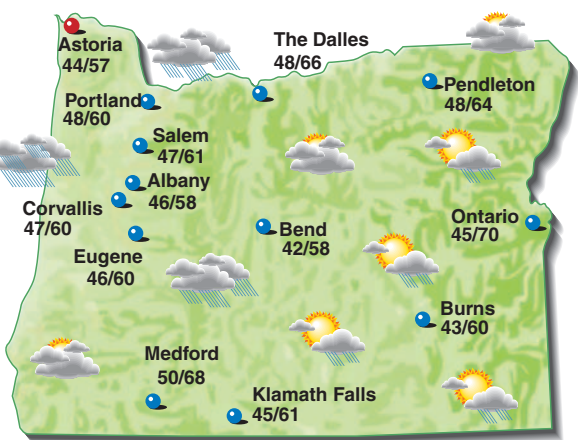 Astoria
44/57
The Dalles
48/66
Pendleton
48/64
Portland
48/60
Salem
47/61
Albany
46/58
Corvallis
47/60
Eugene
46/60
Bend
42/58
Ontario
45/70
Burns
43/60
Medford
50/68
Klamath Falls
45/61